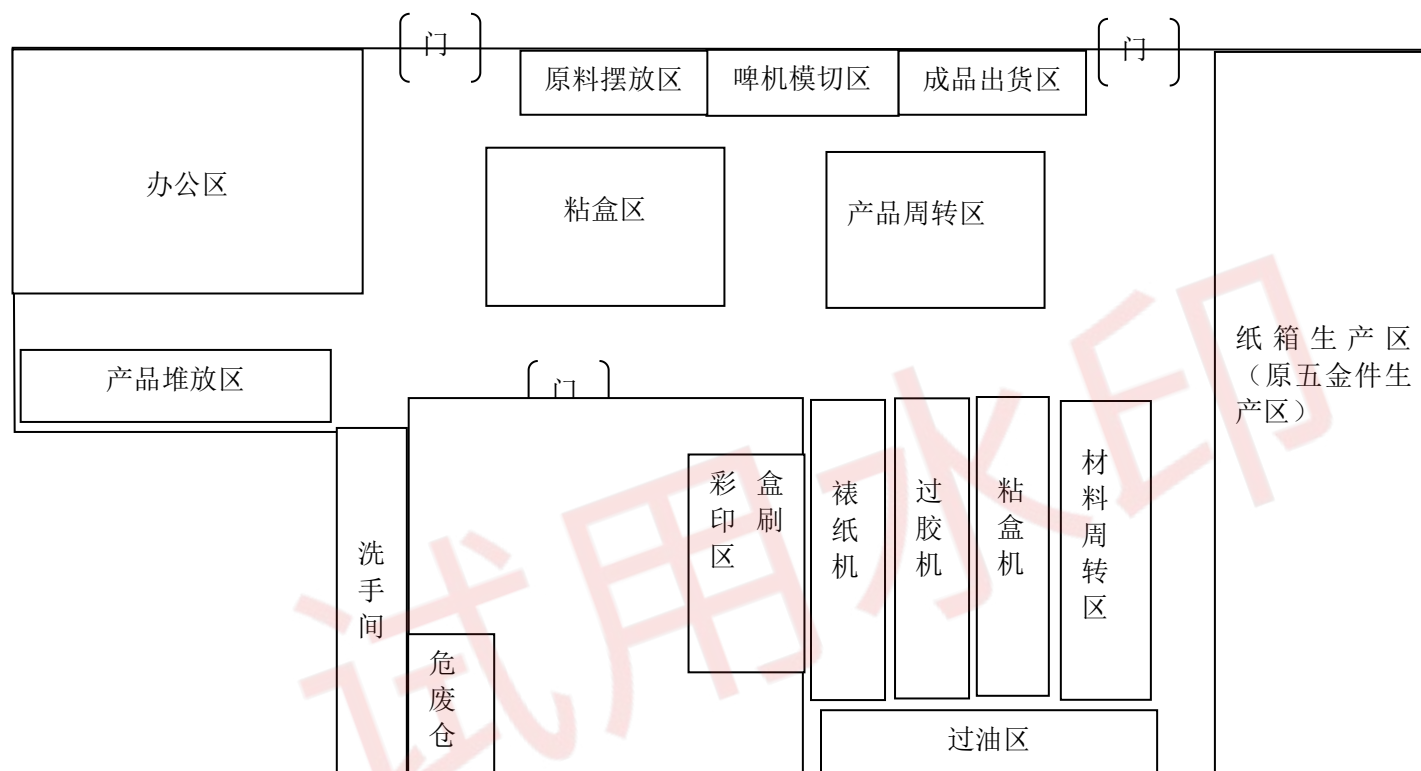 门
门
原料摆放区
啤机模切区
成品出货区
办公区
粘盒区
产品周转区
纸箱生产区
（原五金件生
产区）
产品堆放区
门
彩盒
印刷
区
裱纸机
过胶机
粘盒机
材料周转区
洗手间
危废仓
过油区
试用水印